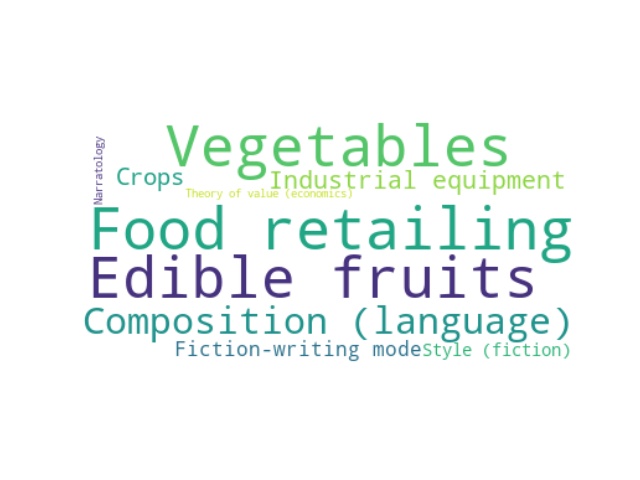 Vegetables
Narratology
Crops
Industrial equipment
Theory of value (economics)
Food retailing
Edible fruits
Composition (language)
Fiction-writing mode
Style (fiction)